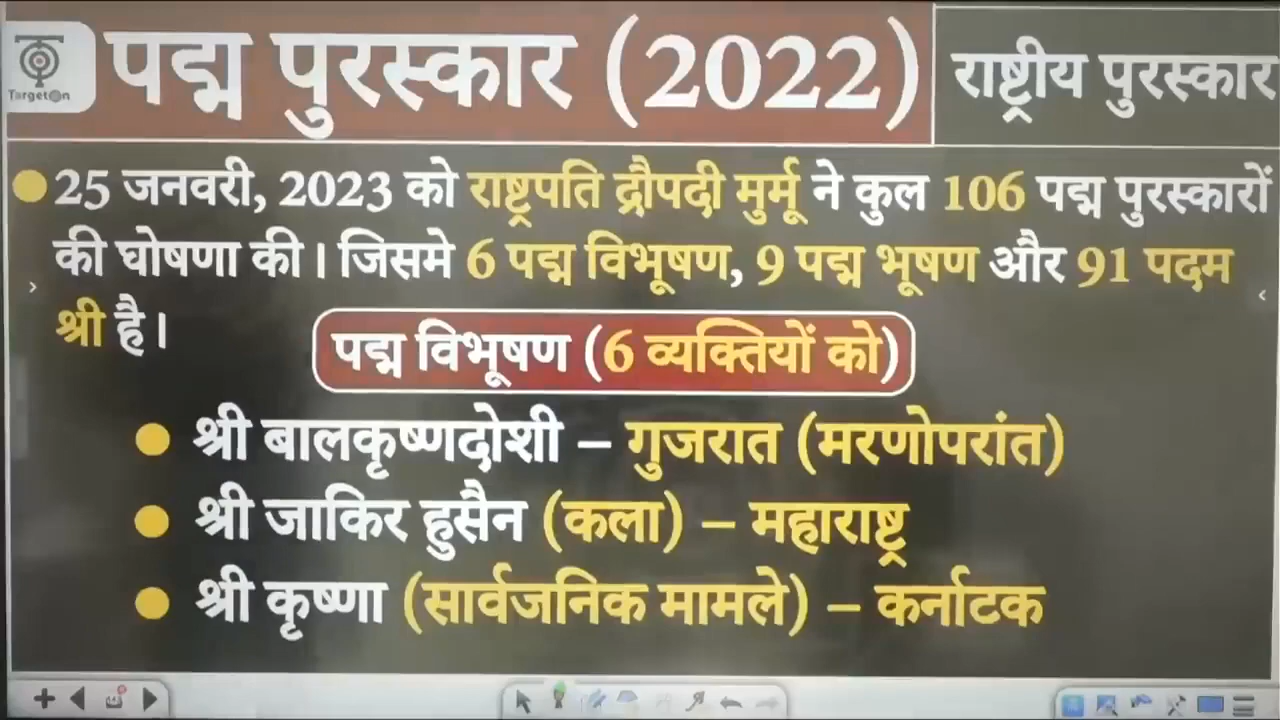 Target@n
पद्म पुरस्कार (2022)
राष्ट्रीय पुरस्कार
25 जनवरी, 2023 को राष्ट्रपति द्रौपदी मुर्मू ने कुल 106 पद्म पुरस्कारों
की घोषणा की। जिसमे 6 पद्म विभूषण, 9 पद्म भूषण और 91 पदम
श्री है।
पद्म विभूषण (6 व्यक्तियों को)
श्री बालकृष्णदोशी – गुजरात (मरणोपरांत)
श्री जाकिर हुसैन (कला) – महाराष्ट्र
श्री कृष्णा (सार्वजनिक मामले) – कर्नाटक